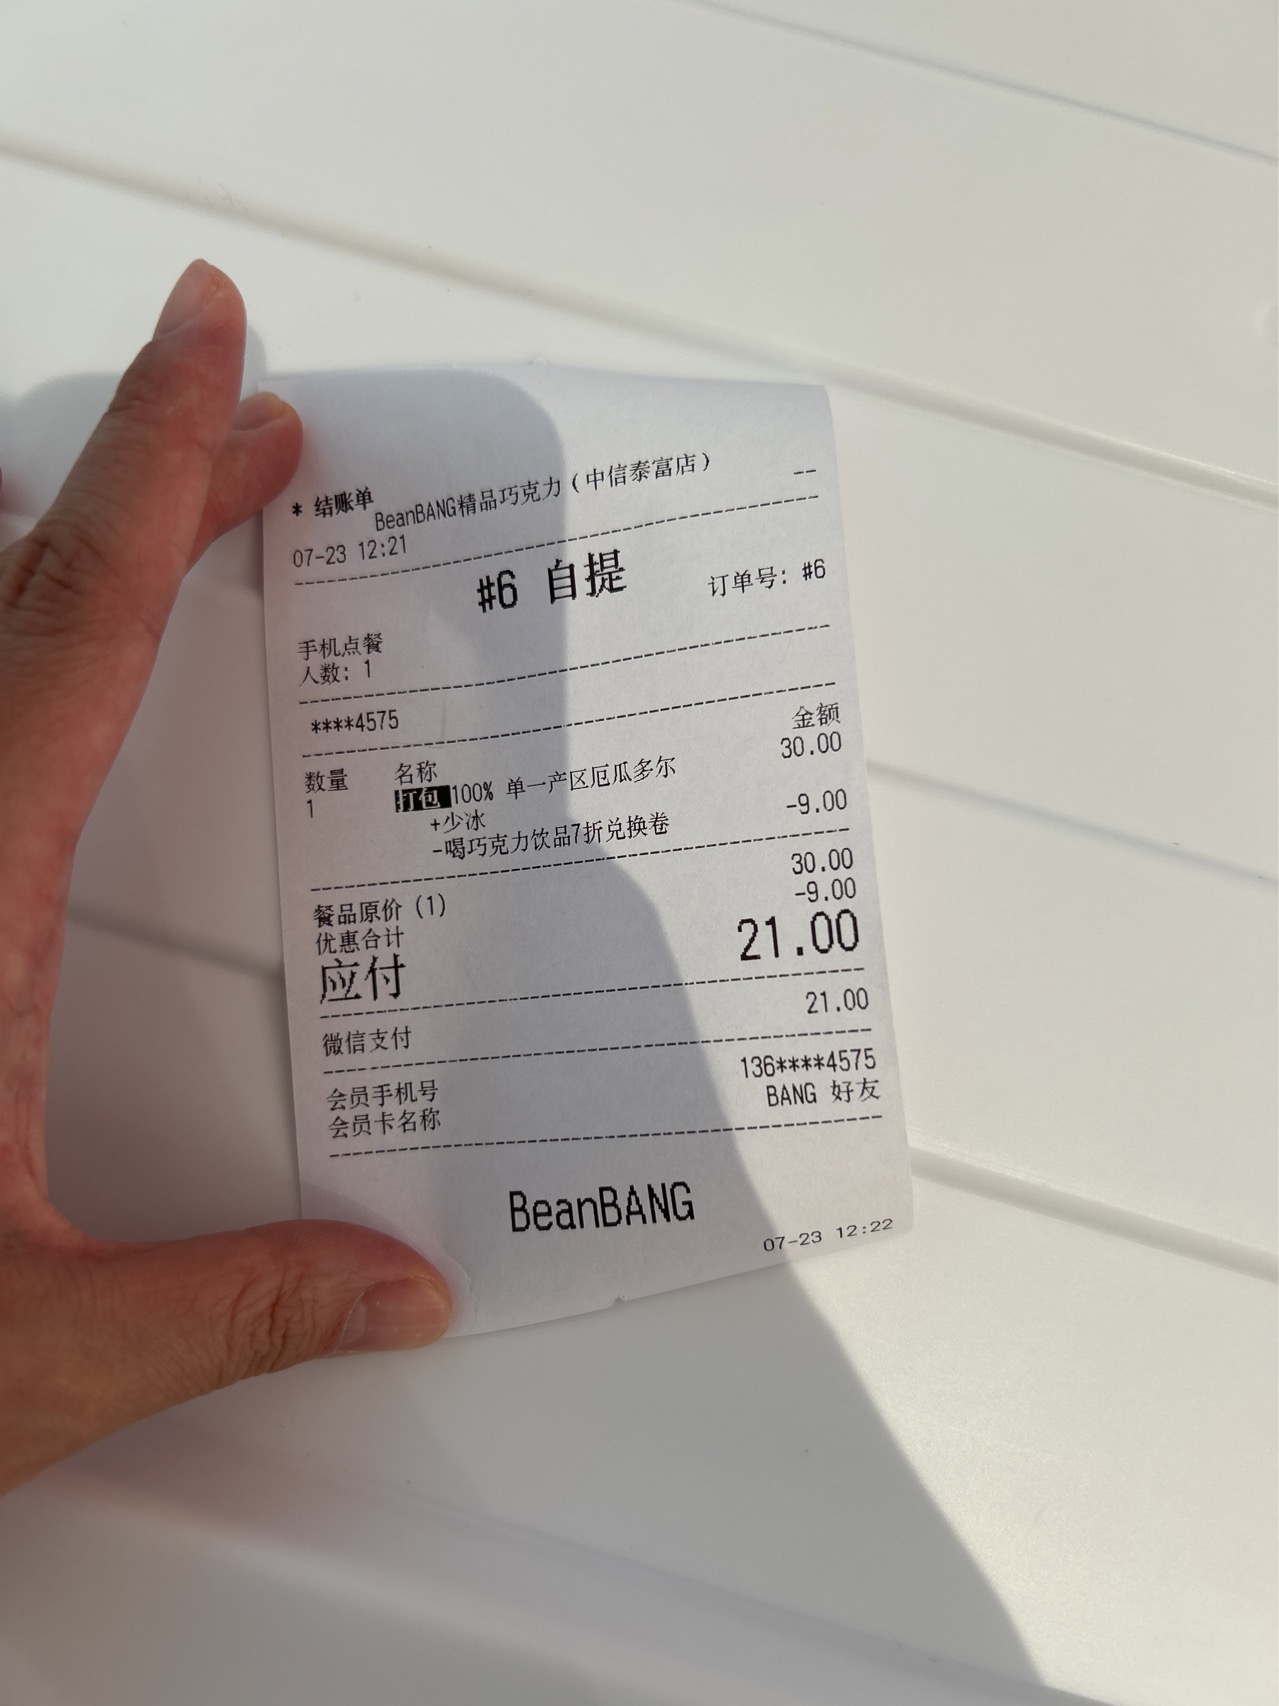 * 结账单
BeanBANG精品巧克力（中信泰富店）
--
07-23 12:21
#6 自提
订单号: #6
手机点餐
人数: 1
****4575
数量 名称 金额
1 打包 100% 单一产区厄瓜多尔 30.00
+少冰
-喝巧克力饮品7折兑换卷 -9.00
餐品原价 (1) 30.00
优惠合计 -9.00
应付 21.00
微信支付 21.00
会员手机号 136****4575
会员卡名称 BANG 好友
BeanBANG
07-23 12:22